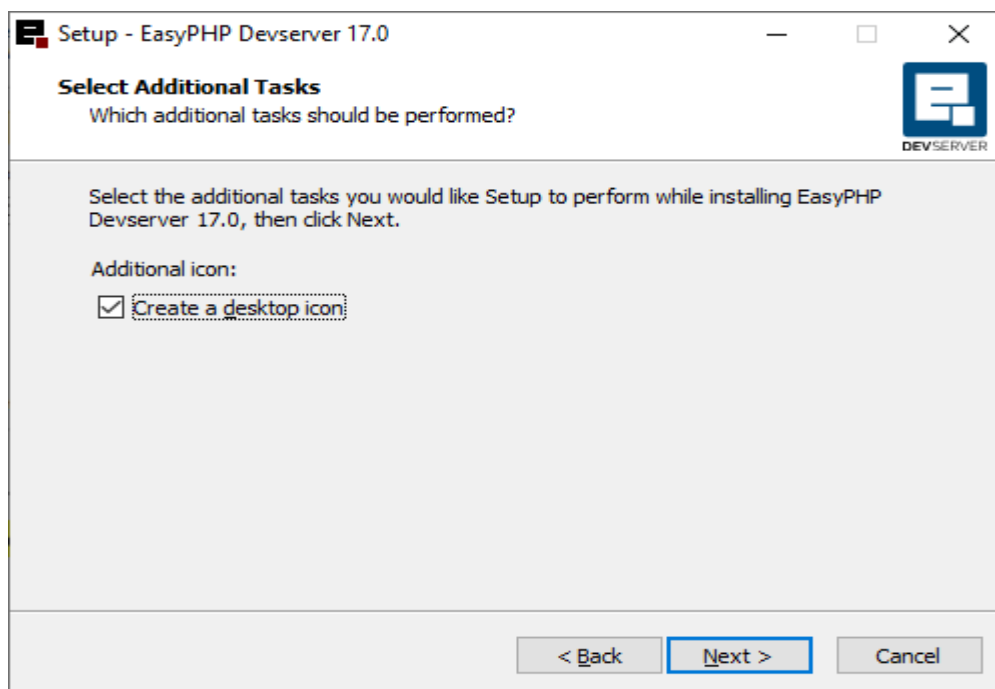 Setup - EasyPHP Devserver 17.0
Select Additional Tasks
Which additional tasks should be performed?
DEVSERVER
Select the additional tasks you would like Setup to perform while installing EasyPHP
Devserver 17.0, then click Next.
Additional icon:
Create a desktop icon
< Back
Next >
Cancel